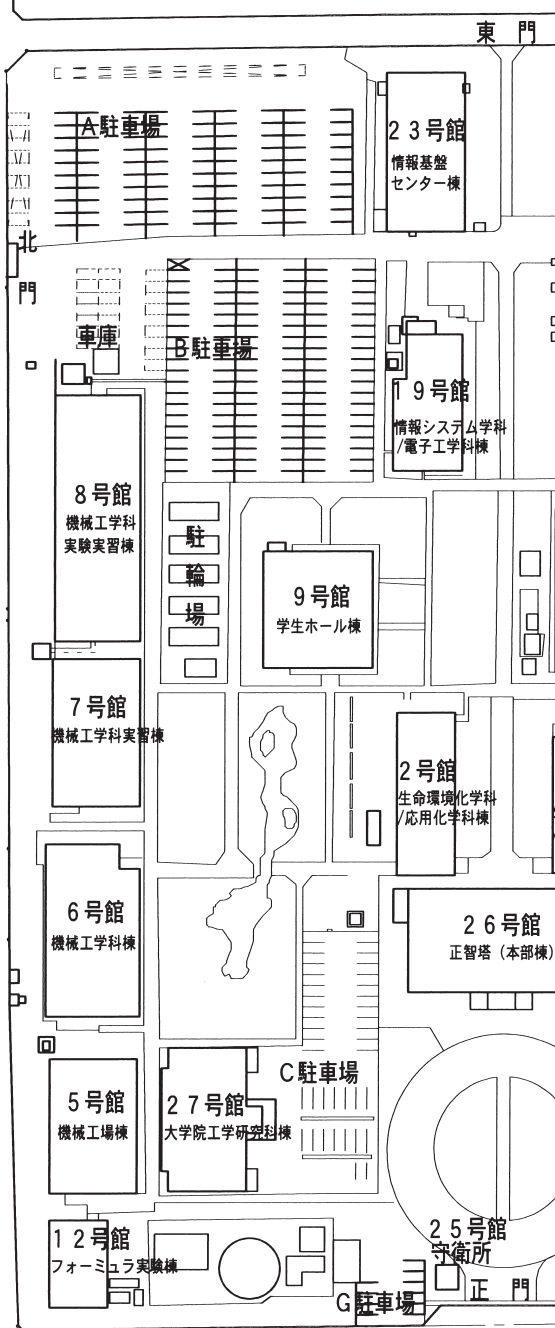 東 門
A駐車場
23号館
情報基盤
センター棟
北
門
車庫
B駐車場
19号館
情報システム学科
/電子工学科棟
8号館
機械工学科
実験実習棟
駐
輪
場
9号館
学生ホール棟
7号館
機械工学科実習棟
2号館
生命環境化学科
/応用化学科棟
6号館
機械工学科棟
26号館
正智塔（本部棟）
C駐車場
5号館
機械工場棟
27号館
大学院工学研究科棟
12号館
フォーミュラ実験棟
25号館
守衛所
正 門
G駐車場